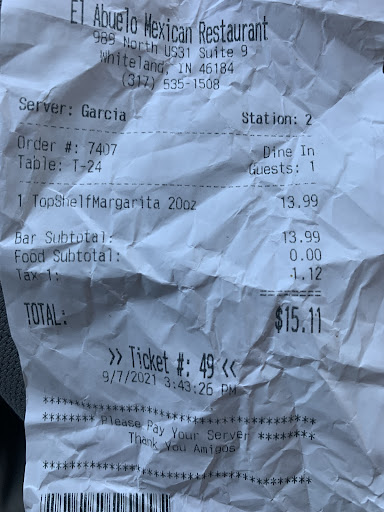 El Abuelo Mexican Restaurant
989 North US31 Suite 9
Whiteland, IN 46184
(317) 535-1508
Server: Garcia Station: 2
Order #: 7407 Dine In
Table: T-24 Guests: 1
1 TopShelfMargarita 20oz 13.99
Bar Subtotal: 13.99
Food Subtotal: 0.00
Tax 1: 1.12
======
TOTAL: $15.11
>> Ticket #: 49 <<
9/7/2021 3:43:26 PM
********************************
******* Please Pay Your Server *******
Thank You Amigos
********************************